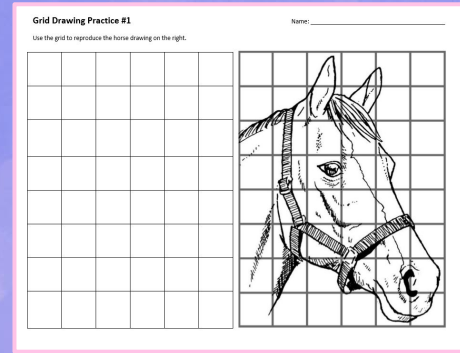 Grid Drawing Practice #1
Name:
Use the grid to reproduce the horse drawing on the right.